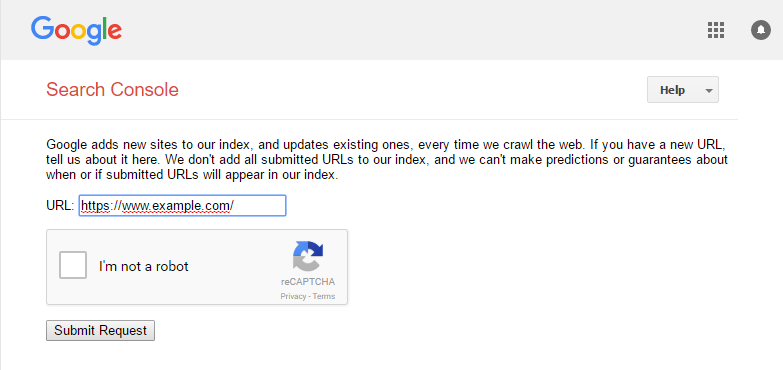 Google
Search Console
Help
Google adds new sites to our index, and updates existing ones, every time we crawl the web. If you have a new URL,
tell us about it here. We don't add all submitted URLs to our index, and we can't make predictions or guarantees about
when or if submitted URLs will appear in our index.
URL: https://www.example.com/
I'm not a robot
reCAPTCHA
Privacy - Terms
Submit Request